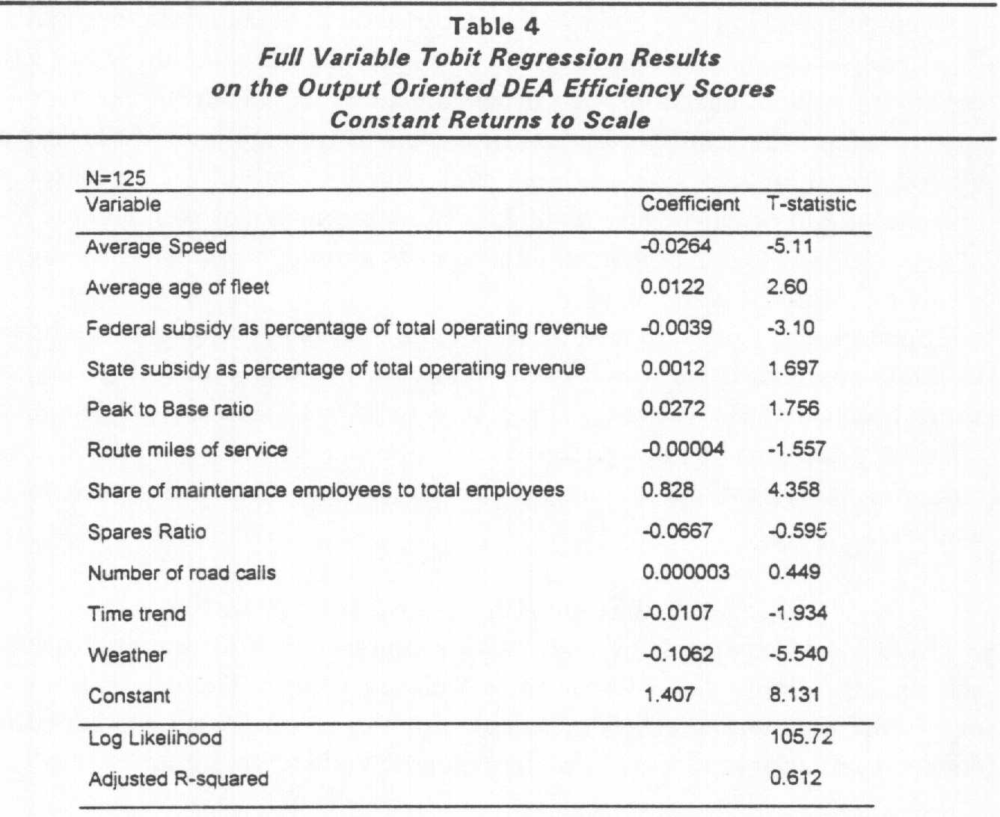 Table 4
Full Variable Tobit Regression Results
on the Output Oriented DEA Efficiency Scores
Constant Returns to Scale
N=125
Variable Coefficient T-statistic
Average Speed -0.0264 -5.11
Average age of fleet 0.0122 2.60
Federal subsidy as percentage of total operating revenue -0.0039 -3.10
State subsidy as percentage of total operating revenue 0.0012 1.697
Peak to Base ratio 0.0272 1.756
Route miles of service -0.00004 -1.557
Share of maintenance employees to total employees 0.828 4.358
Spares Ratio -0.0667 -0.595
Number of road calls 0.000003 0.449
Time trend -0.0107 -1.934
Weather -0.1062 -5.540
Constant 1.407 8.131
Log Likelihood 105.72
Adjusted R-squared 0.612